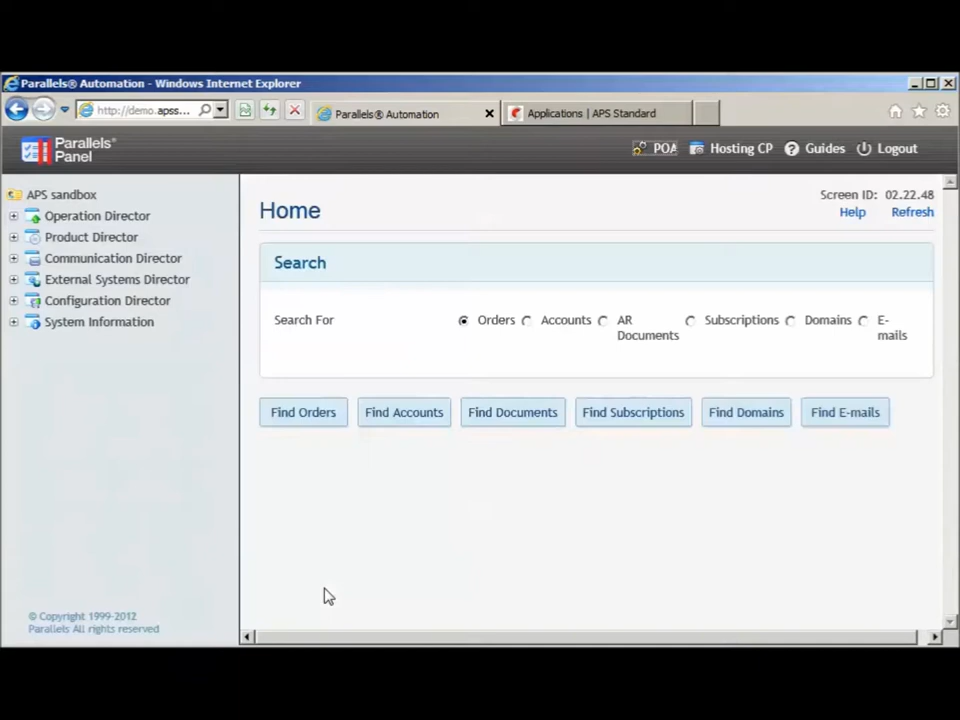 Parallels® Automation - Windows Internet Explorer
http://demo.apss...
Parallels® Automation
Applications | APS Standard
Parallels®
Panel
POA
Hosting CP
Guides
Logout
APS sandbox
Operation Director
Product Director
Communication Director
External Systems Director
Configuration Director
System Information
© Copyright 1999-2012
Parallels All rights reserved
Screen ID: 02.22.48
Home
Help
Refresh
Search
Search For
Orders
Accounts
AR
Documents
Subscriptions
Domains
E-
mails
Find Orders
Find Accounts
Find Documents
Find Subscriptions
Find Domains
Find E-mails